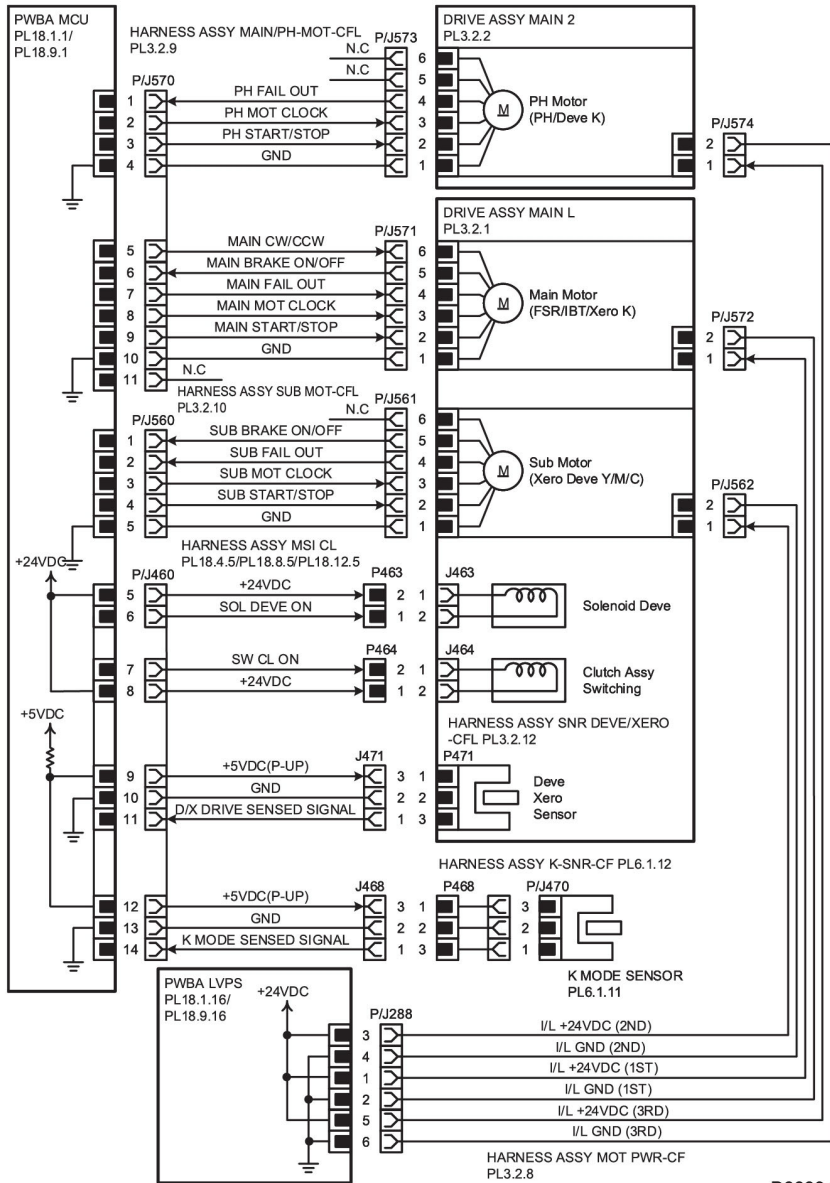 PWBA MCU
PL18.1.1/
PL18.9.1
HARNESS ASSY MAIN/PH-MOT-CFL
PL3.2.9
P/J573
DRIVE ASSY MAIN 2
PL3.2.2
N.C 6
N.C 5
P/J570
1 PH FAIL OUT 4
2 PH MOT CLOCK 3
3 PH START/STOP 2
4 GND 1
M
PH Motor
(PH/Deve K)
P/J574
2
1
DRIVE ASSY MAIN L
PL3.2.1
P/J571
5 MAIN CW/CCW 6
6 MAIN BRAKE ON/OFF 5
7 MAIN FAIL OUT 4
8 MAIN MOT CLOCK 3
9 MAIN START/STOP 2
10 GND 1
11 N.C
M
Main Motor
(FSR/IBT/Xero K)
P/J572
2
1
HARNESS ASSY SUB MOT-CFL
PL3.2.10
P/J560
P/J561
N.C 6
1 SUB BRAKE ON/OFF 5
2 SUB FAIL OUT 4
3 SUB MOT CLOCK 3
4 SUB START/STOP 2
5 GND 1
M
Sub Motor
(Xero Deve Y/M/C)
P/J562
2
1
HARNESS ASSY MSI CL
PL18.4.5/PL18.8.5/PL18.12.5
+24VDC
P/J460
P463 J463
5 +24VDC 2 1
6 SOL DEVE ON 1 2
Solenoid Deve
P464 J464
7 SW CL ON 2 1
8 +24VDC 1 2
Clutch Assy
Switching
+5VDC
HARNESS ASSY SNR DEVE/XERO
-CFL PL3.2.12
J471 P471
9 +5VDC(P-UP) 3 1
10 GND 2 2
11 D/X DRIVE SENSED SIGNAL 1 3
Deve
Xero
Sensor
HARNESS ASSY K-SNR-CF PL6.1.12
J468 P468 P/J470
12 +5VDC(P-UP) 3 1 3
13 GND 2 2 2
14 K MODE SENSED SIGNAL 1 3 1
K MODE SENSOR
PL6.1.11
PWBA LVPS
PL18.1.16/
PL18.9.16
+24VDC
P/J288
3 I/L +24VDC (2ND)
4 I/L GND (2ND)
1 I/L +24VDC (1ST)
2 I/L GND (1ST)
5 I/L +24VDC (3RD)
6 I/L GND (3RD)
HARNESS ASSY MOT PWR-CF
PL3.2.8